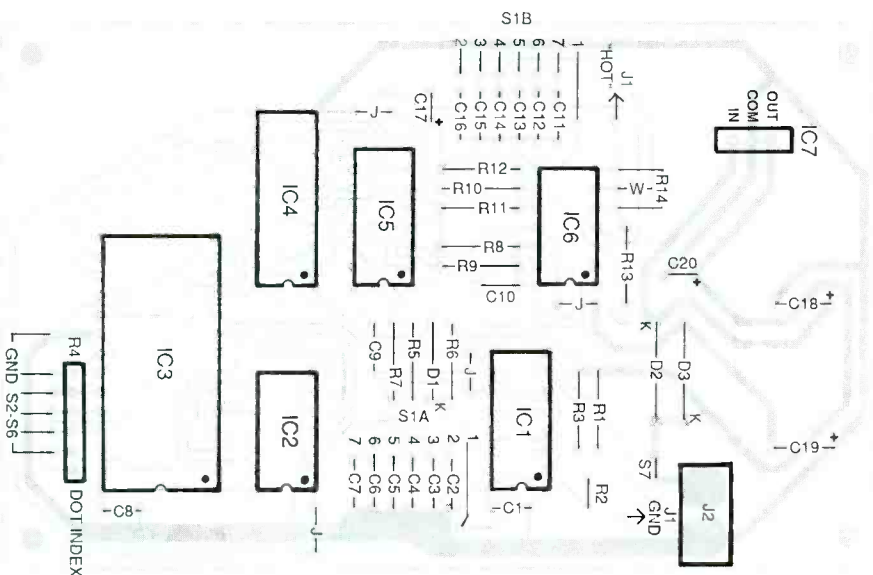 S1B
2 3 4 5 6 7 1
"HOT" J1
C17 + -C16- -C15- -C14- -C13- -C12- -C11-
OUT
COM
IN
IC7
-J-
IC4
IC5
R12
R10
R11
R8
R9
C10
IC6
R14
-W-
R13
-J-
C20 +
-C18- +
IC3
K D2
D3 K
-C9-
R7
R5
D1 K
R6
-J-
S1A
IC1
R3
R1
-C19- +
R4
GND S2-S6
IC2
7 6 5 4 3 2 1
-C7- -C6- -C5- -C4- -C3- -C2-
R2
S7
J1
GND
J2
DOT INDEX
-C8-
-J-
-C1-